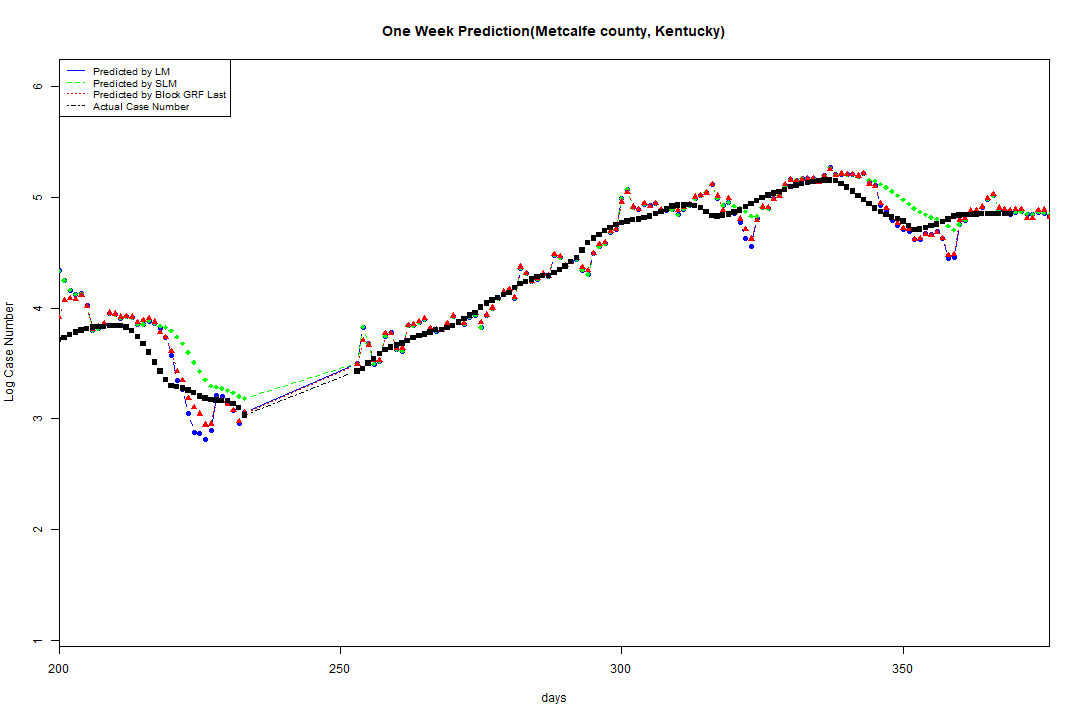 One Week Prediction(Metcalfe county, Kentucky)
Predicted by LM
Predicted by SLM
Predicted by Block GRF Last
Actual Case Number
6
5
4
3
2
1
Log Case Number
200
250
300
350
days